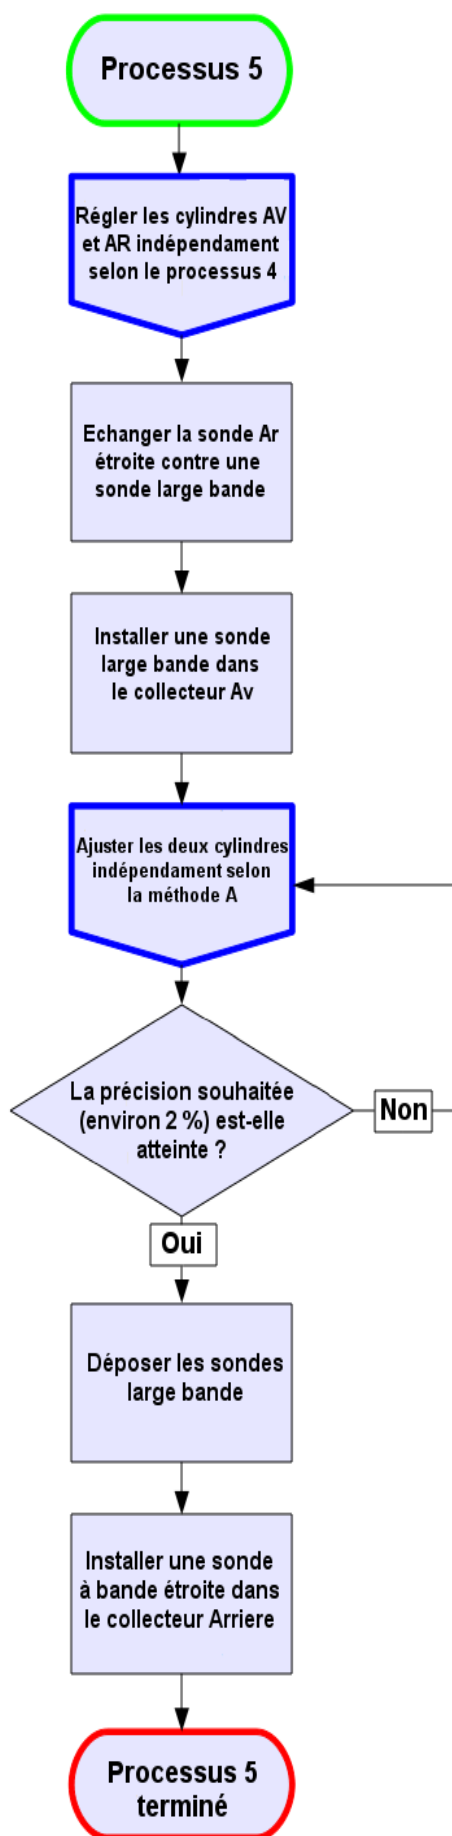 Processus 5
Régler les cylindres AV
et AR indépendament
selon le processus 4
Echanger la sonde Ar
étroite contre une
sonde large bande
Installer une sonde
large bande dans
le collecteur Av
Ajuster les deux cylindres
indépendament selon
la méthode A
La précision souhaitée
(environ 2 %) est-elle
atteinte ?
Non
Oui
Déposer les sondes
large bande
Installer une sonde
à bande étroite dans
le collecteur Arriere
Processus 5
terminé